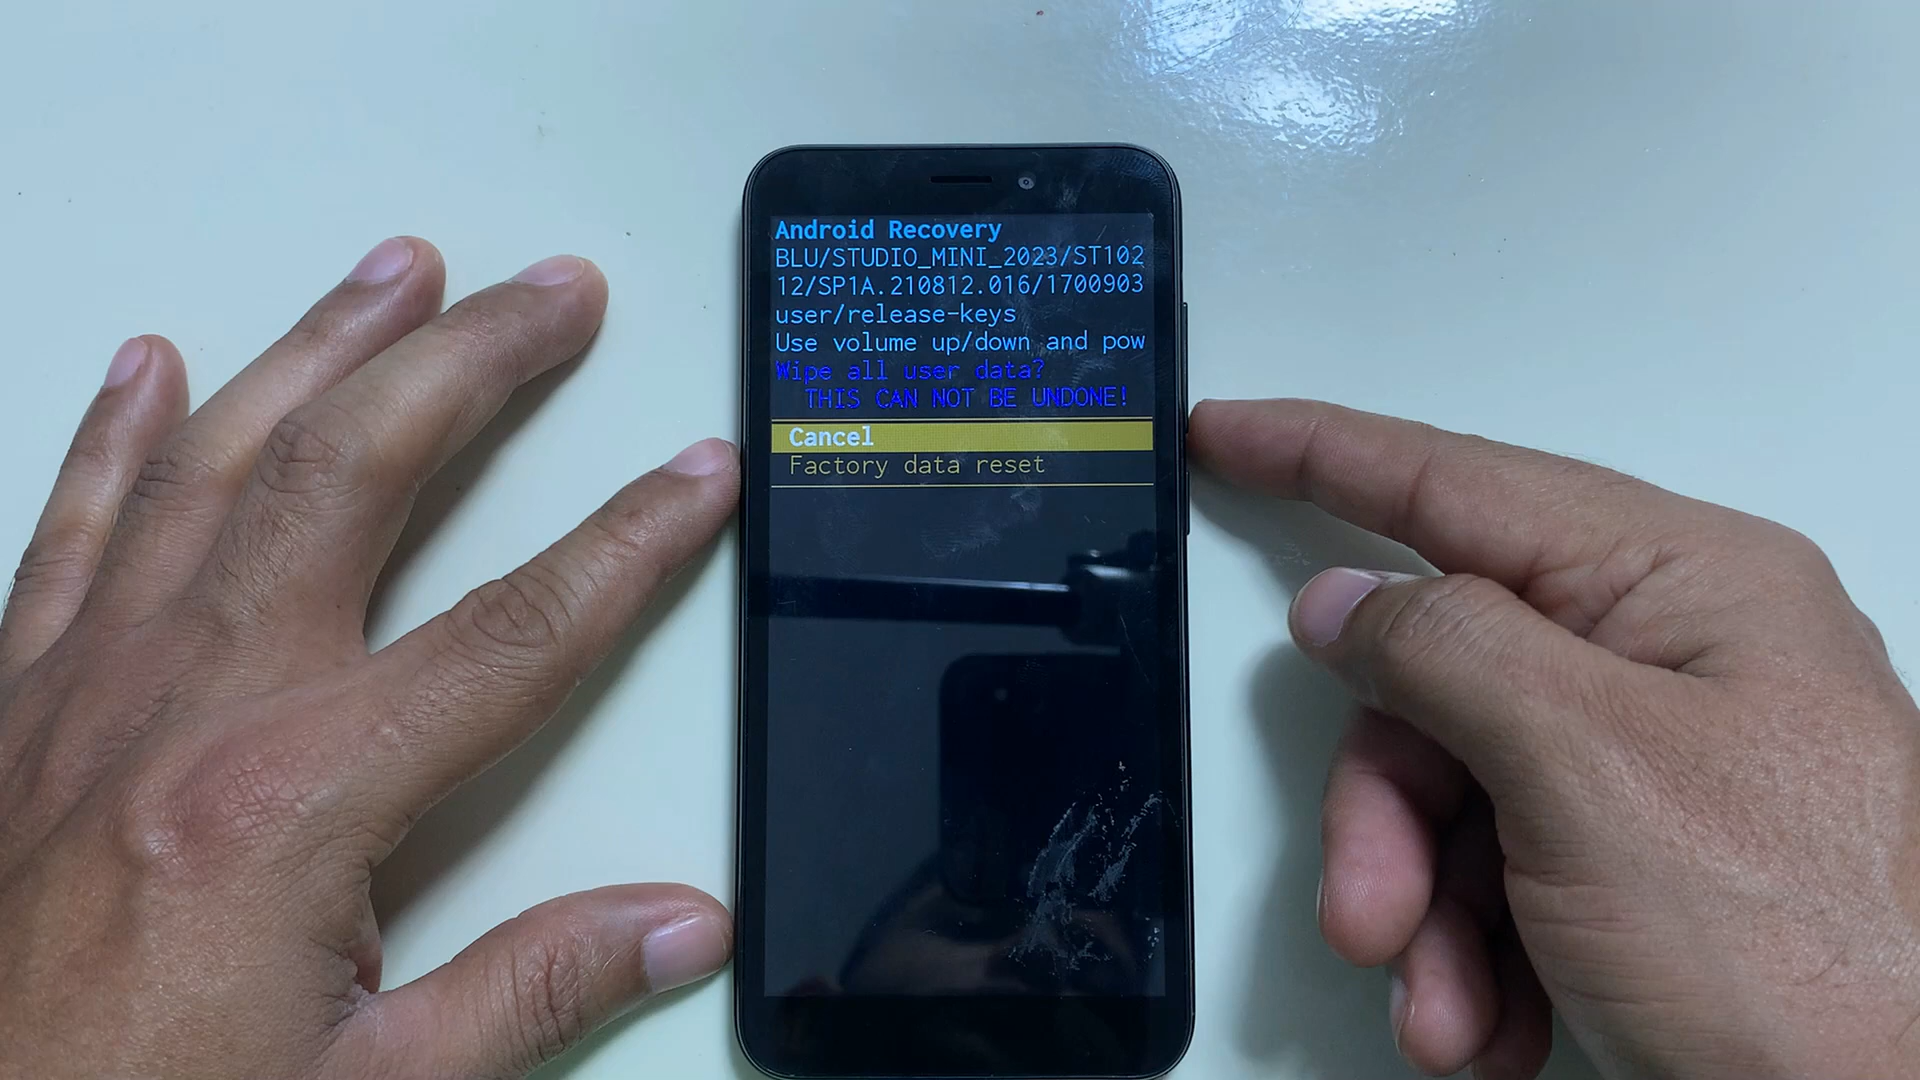 Android Recovery
BLU/STUDIO_MINI_2023/ST102
12/SP1A.210812.016/1700903
user/release-keys
Use volume up/down and pow
Wipe all user data?
THIS CAN NOT BE UNDONE!
Cancel
Factory data reset